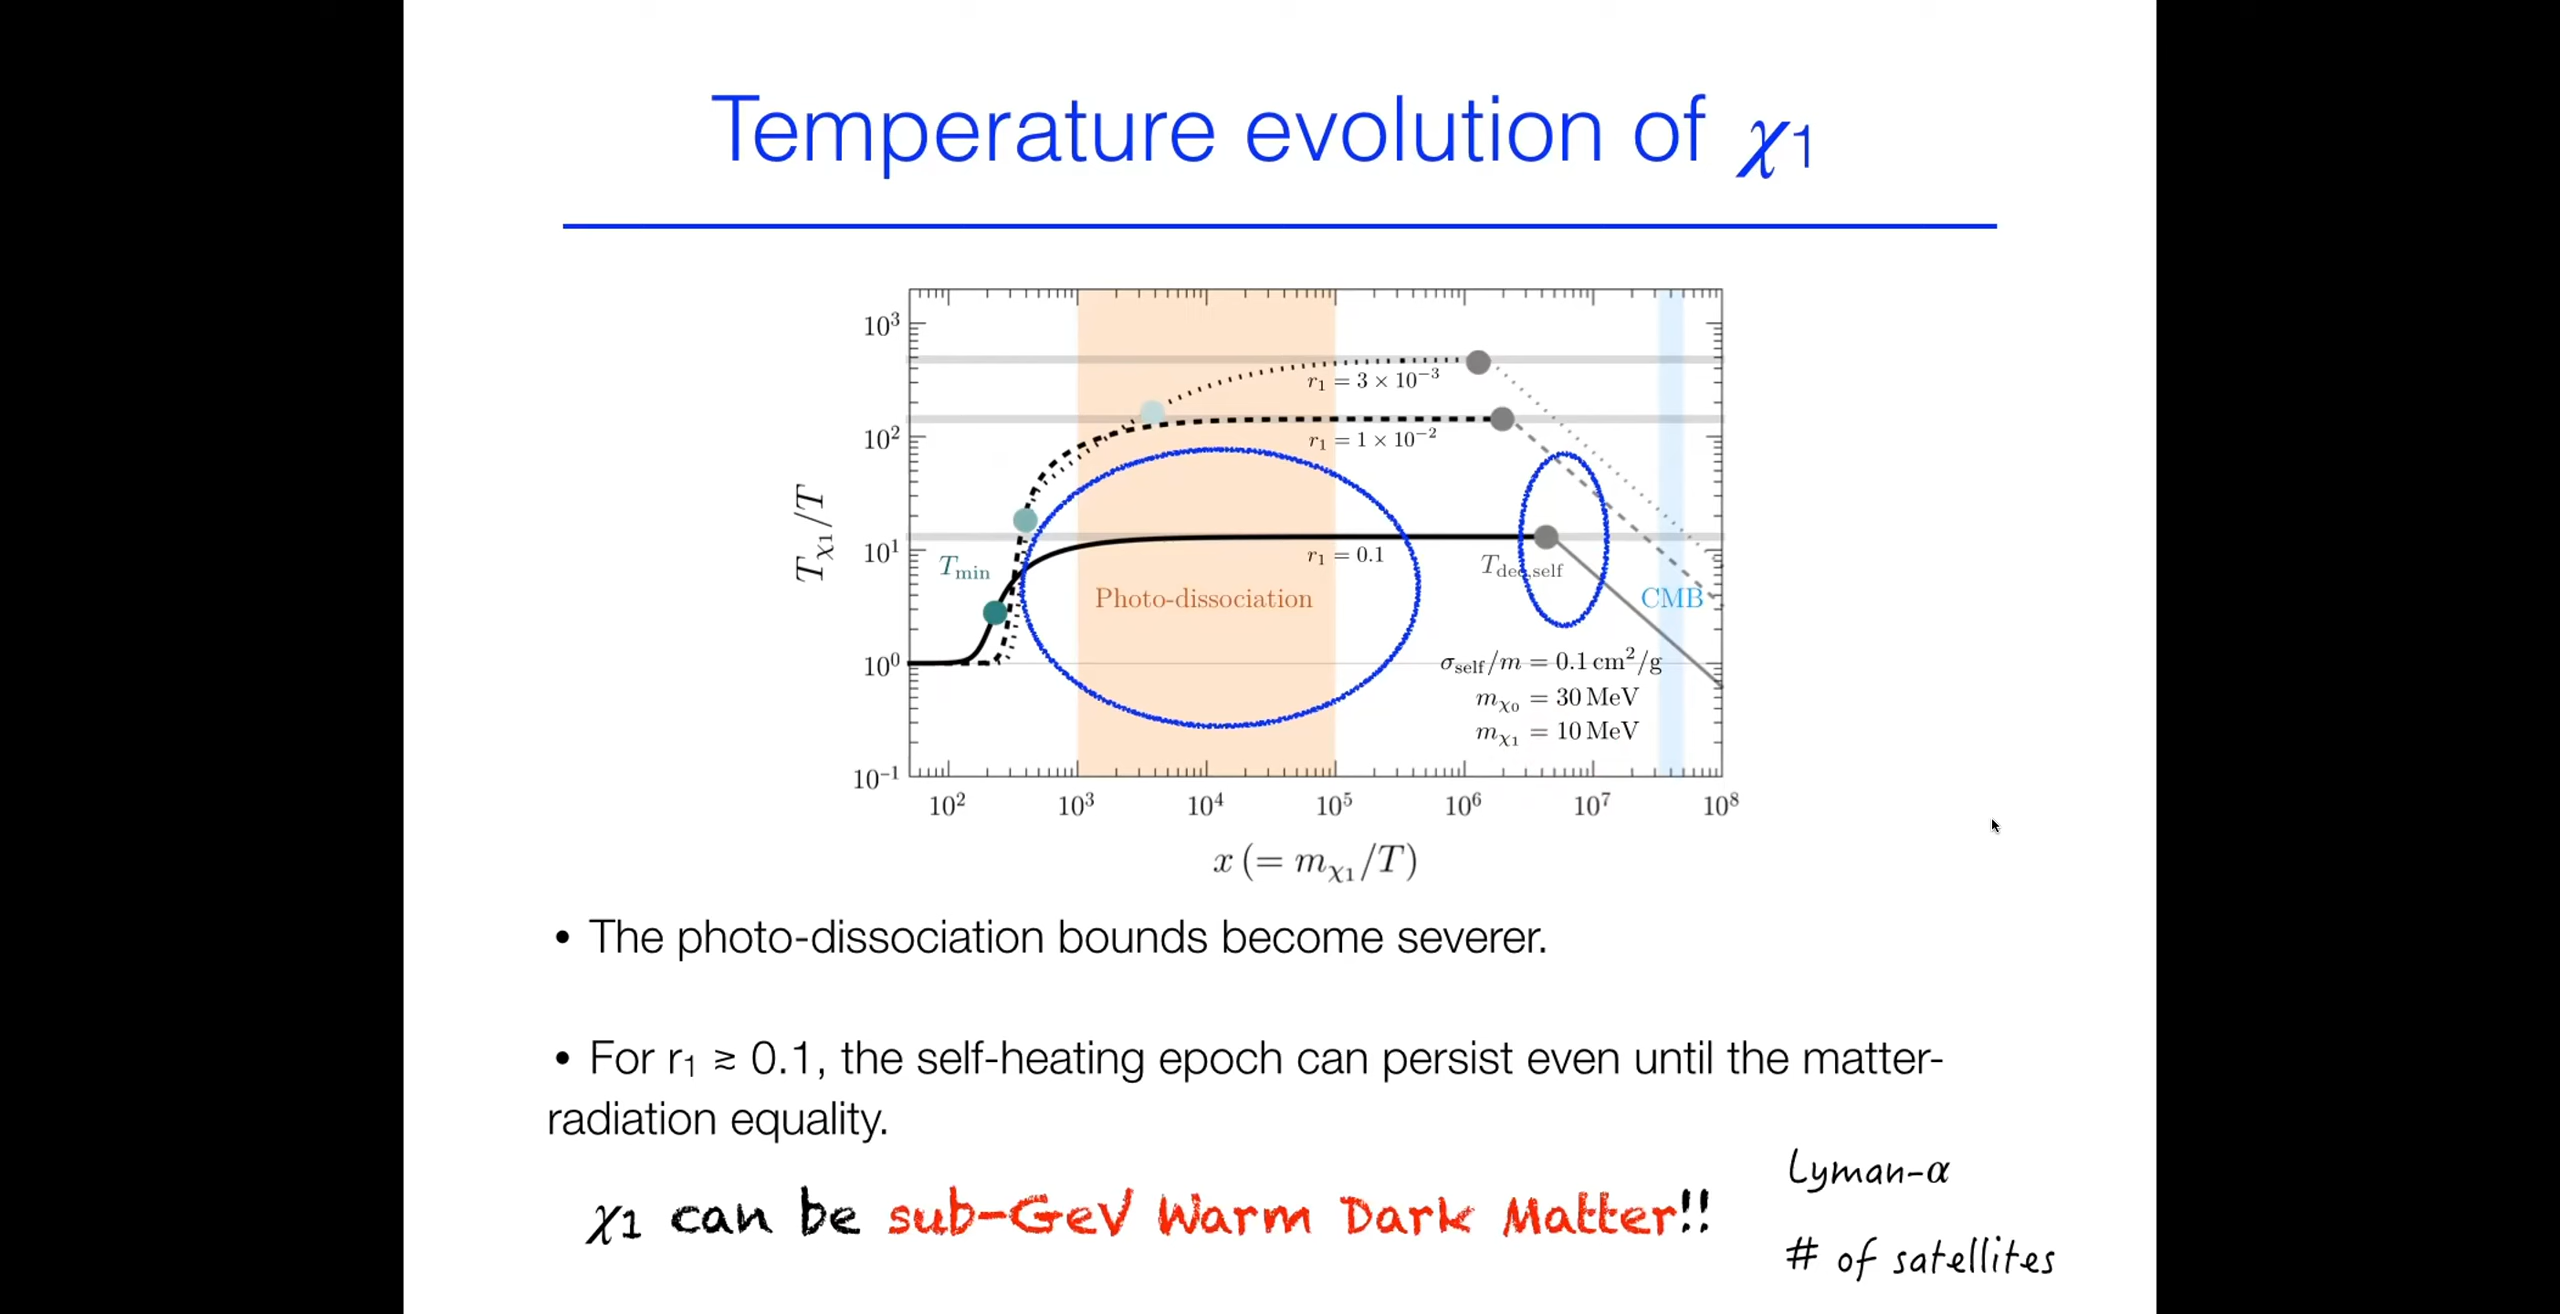 Temperature evolution of χ1
10³
10²
10¹
10⁰
10⁻¹
T_χ₁/T
r₁ = 3 × 10⁻³
r₁ = 1 × 10⁻²
r₁ = 0.1
T_min
T_dec,self
Photo-dissociation
CMB
σ_self/m = 0.1 cm²/g
m_χ₀ = 30 MeV
m_χ₁ = 10 MeV
10² 10³ 10⁴ 10⁵ 10⁶ 10⁷ 10⁸
x (= m_χ₁/T)
• The photo-dissociation bounds become severer.
• For r₁ ≳ 0.1, the self-heating epoch can persist even until the matter-
radiation equality.
χ1 can be sub-GeV Warm Dark Matter!!
Lyman-α
# of satellites